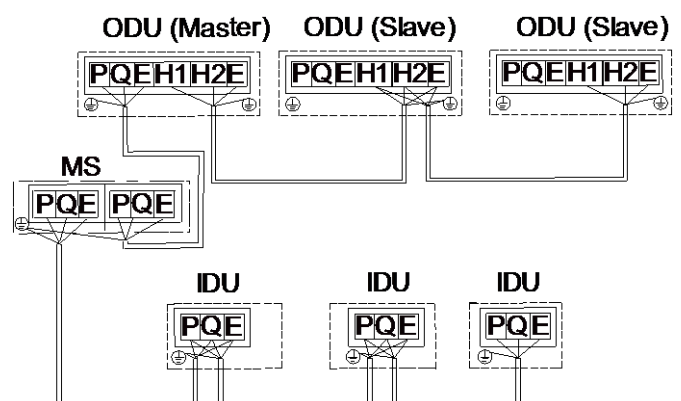 ODU (Master) ODU (Slave) ODU (Slave)
PQEH1H2E PQEH1H2E PQEH1H2E
MS
PQE PQE
IDU IDU IDU
PQE PQE PQE